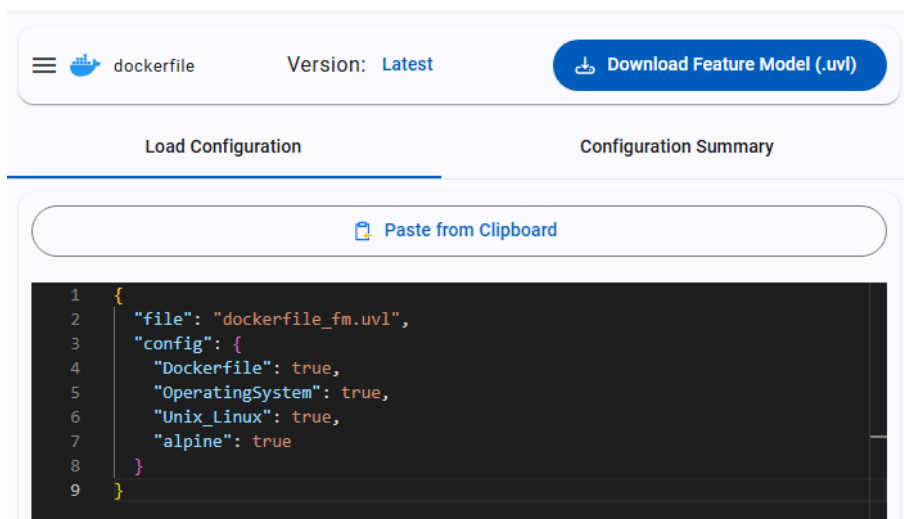 dockerfile Version: Latest Download Feature Model (.uvl)
Load Configuration Configuration Summary
Paste from Clipboard
1 {
2 "file": "dockerfile_fm.uvl",
3 "config": {
4 "Dockerfile": true,
5 "OperatingSystem": true,
6 "Unix_Linux": true,
7 "alpine": true
8 }
9 }